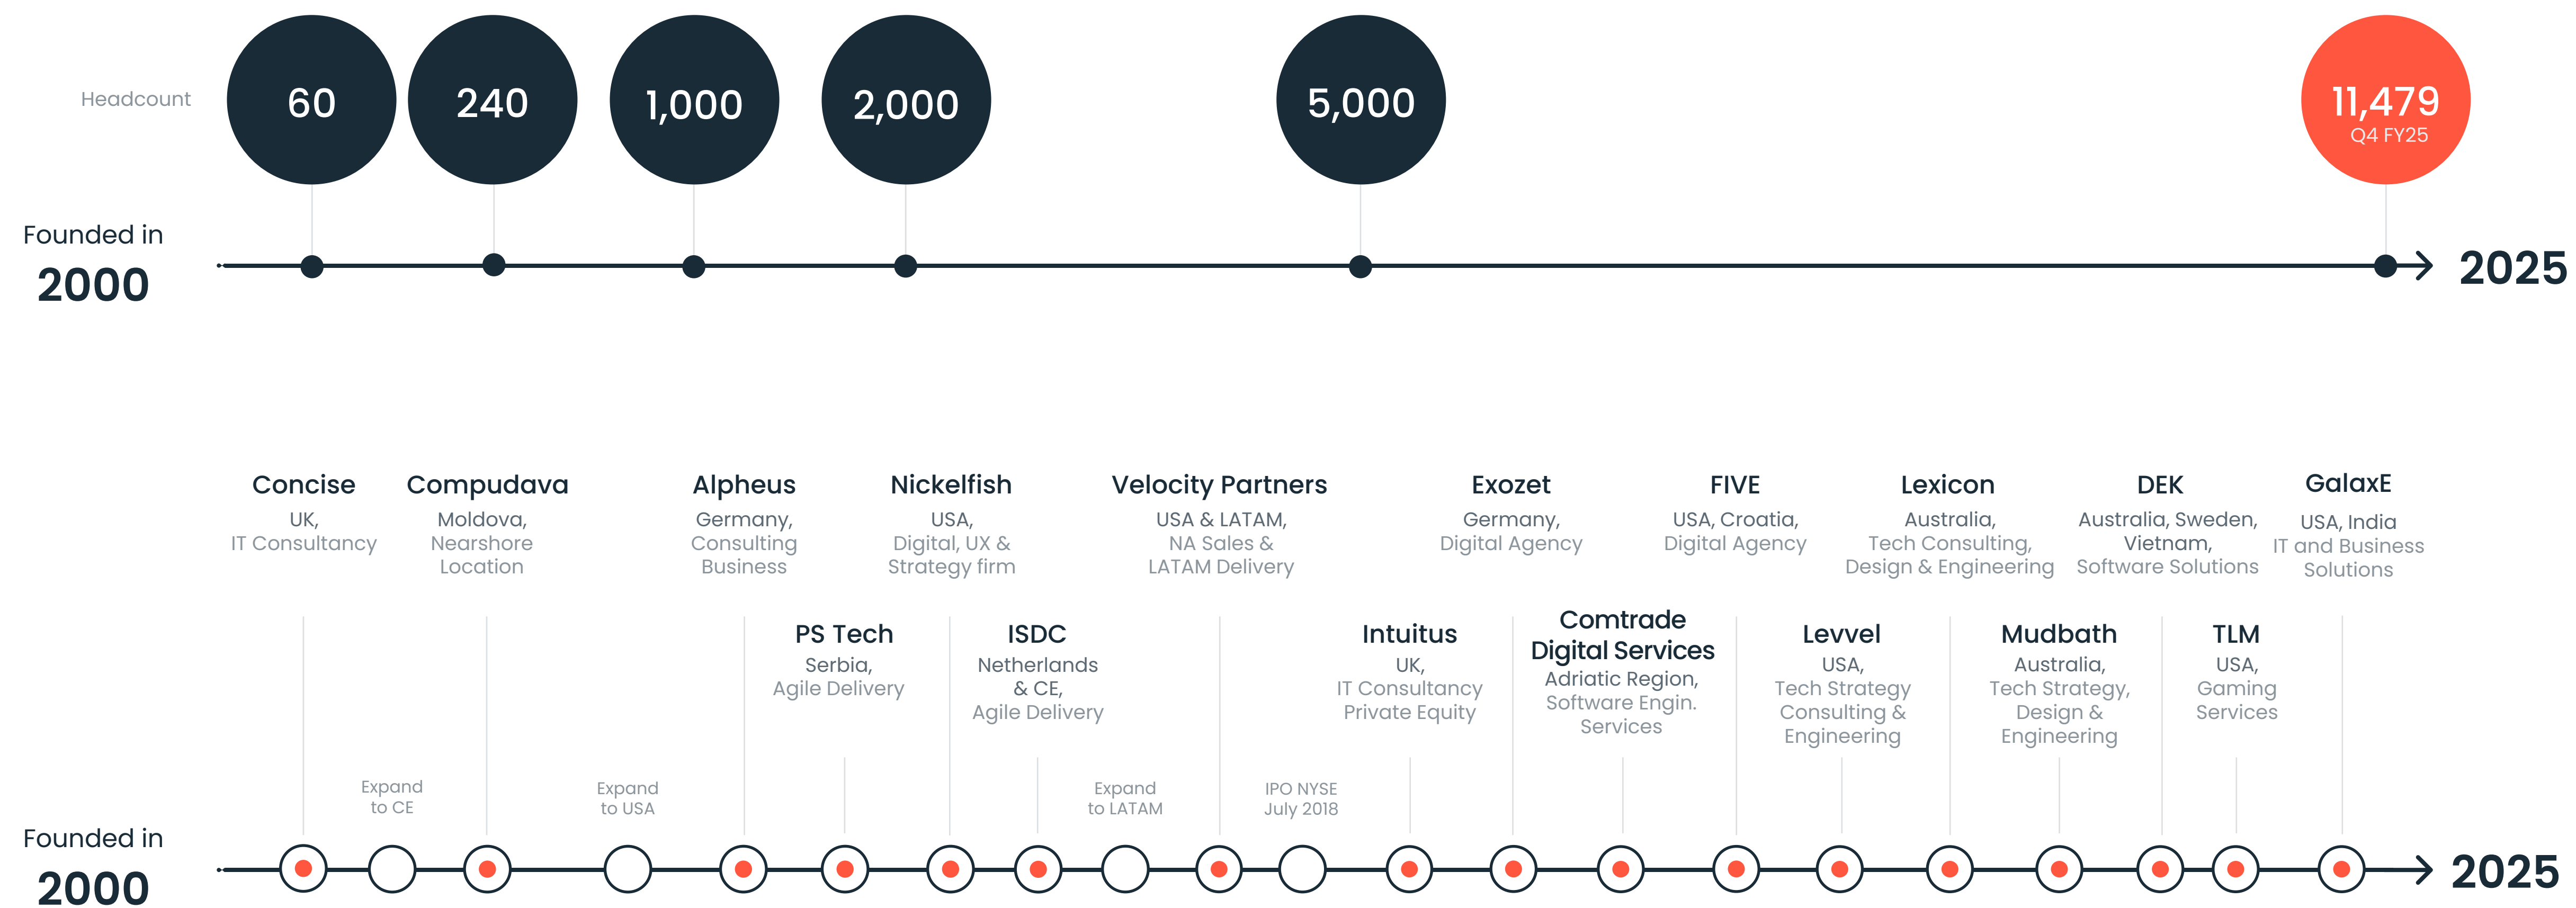 Headcount
60
240
1,000
2,000
5,000
11,479
Q4 FY25
Founded in
2000
2025
Concise
UK,
IT Consultancy
Compudava
Moldova,
Nearshore
Location
Alpheus
Germany,
Consulting
Business
Nickelfish
USA,
Digital, UX &
Strategy firm
Velocity Partners
USA & LATAM,
NA Sales &
LATAM Delivery
Exozet
Germany,
Digital Agency
FIVE
USA, Croatia,
Digital Agency
Lexicon
Australia,
Tech Consulting,
Design & Engineering
DEK
Australia, Sweden,
Vietnam,
Software Solutions
GalaxE
USA, India
IT and Business
Solutions
PS Tech
Serbia,
Agile Delivery
ISDC
Netherlands
& CE,
Agile Delivery
Intuitus
UK,
IT Consultancy
Private Equity
Comtrade
Digital Services
Adriatic Region,
Software Engin.
Services
Levvel
USA,
Tech Strategy
Consulting &
Engineering
Mudbath
Australia,
Tech Strategy,
Design &
Engineering
TLM
USA,
Gaming
Services
Expand
to CE
Expand
to USA
Expand
to LATAM
IPO NYSE
July 2018
Founded in
2000
2025